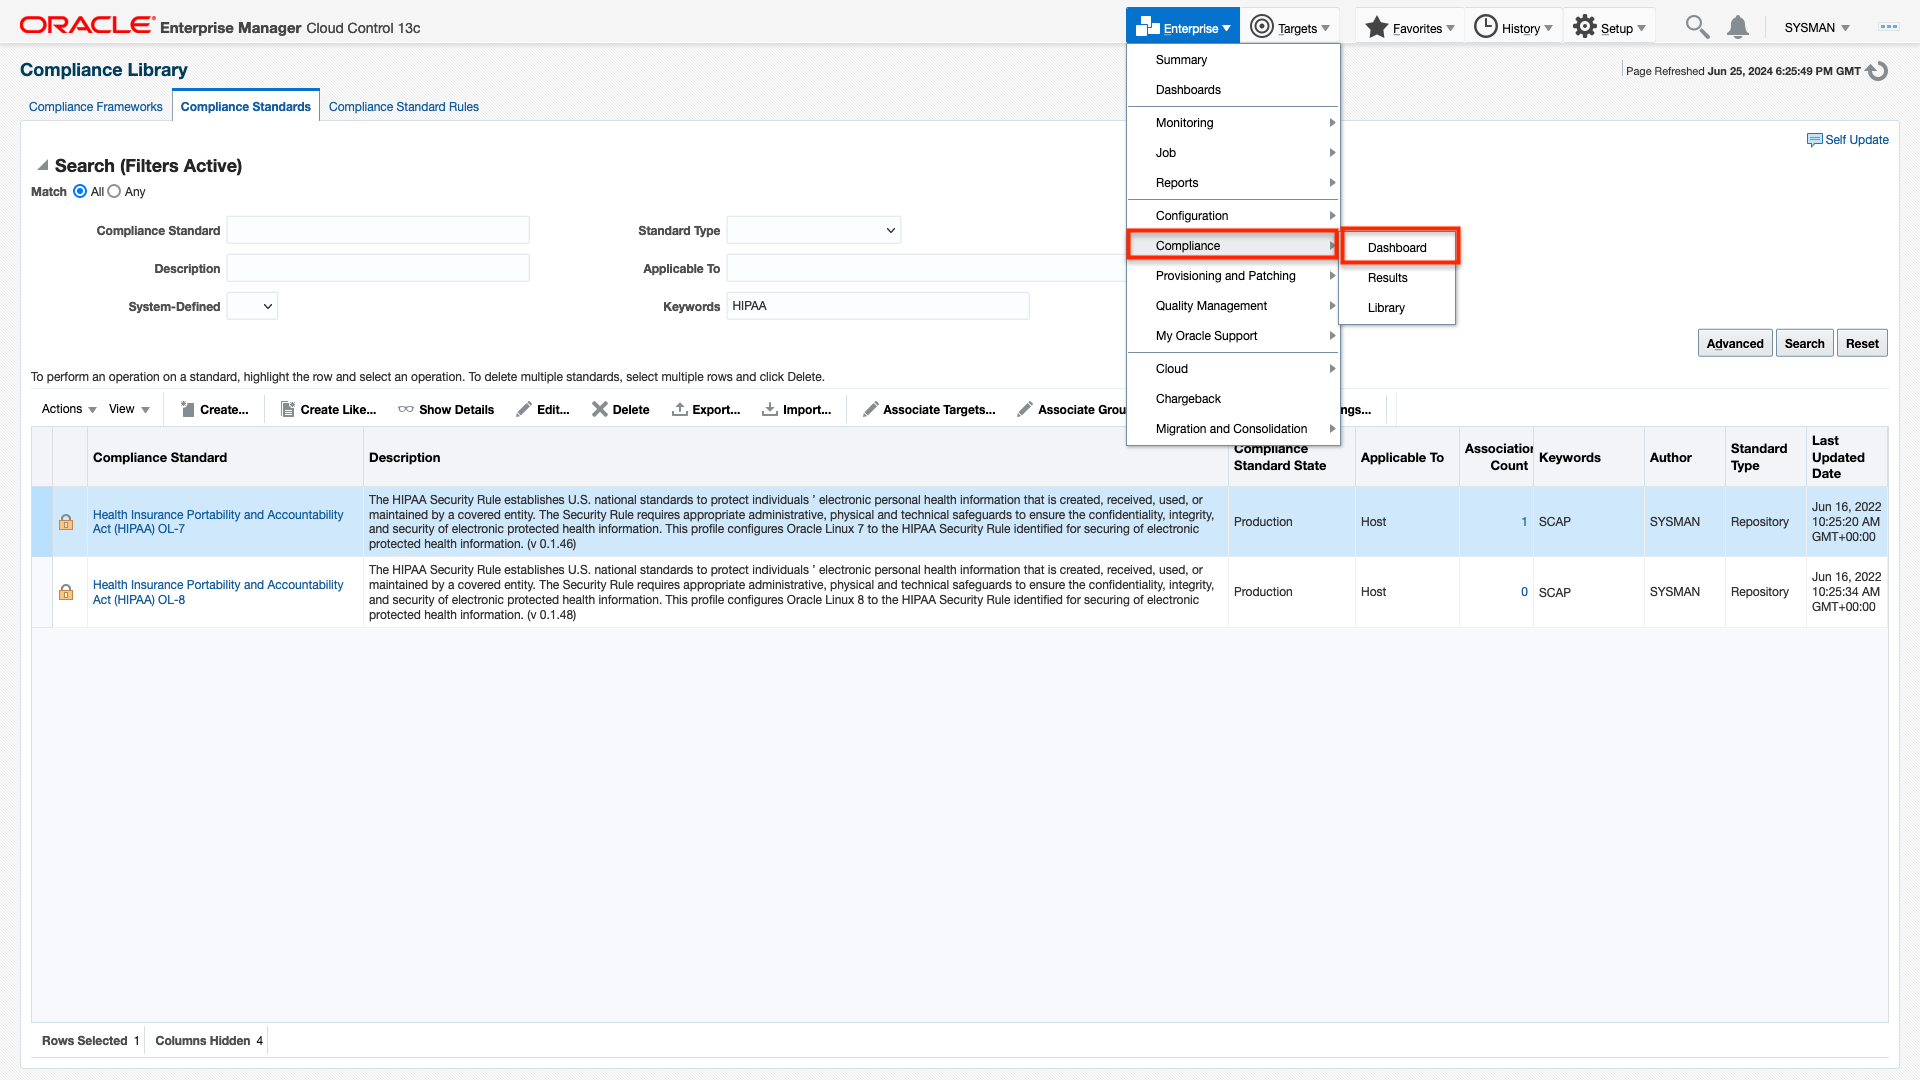 ORACLE Enterprise Manager Cloud Control 13c
Enterprise
Targets
Favorites
History
Setup
SYSMAN
Compliance Library
Page Refreshed Jun 25, 2024 6:25:49 PM GMT
Compliance Frameworks
Compliance Standards
Compliance Standard Rules
Self Update
Search (Filters Active)
Match All Any
Compliance Standard
Description
System-Defined
Standard Type
Applicable To
Keywords HIPAA
Summary
Dashboards
Monitoring
Job
Reports
Configuration
Compliance
Provisioning and Patching
Quality Management
My Oracle Support
Cloud
Chargeback
Migration and Consolidation
Dashboard
Results
Library
Advanced
Search
Reset
To perform an operation on a standard, highlight the row and select an operation. To delete multiple standards, select multiple rows and click Delete.
Actions
View
Create...
Create Like...
Show Details
Edit...
Delete
Export...
Import...
Associate Targets...
Associate Grou
ngs...
Compliance Standard
Description
Compliance
Standard State
Applicable To
Association
Count
Keywords
Author
Standard
Type
Last
Updated
Date
Health Insurance Portability and Accountability
Act (HIPAA) OL-7
The HIPAA Security Rule establishes U.S. national standards to protect individuals ’ electronic personal health information that is created, received, used, or
maintained by a covered entity. The Security Rule requires appropriate administrative, physical and technical safeguards to ensure the confidentiality, integrity,
and security of electronic protected health information. This profile configures Oracle Linux 7 to the HIPAA Security Rule identified for securing of electronic
protected health information. (v 0.1.46)
Production
Host
1
SCAP
SYSMAN
Repository
Jun 16, 2022
10:25:20 AM
GMT+00:00
Health Insurance Portability and Accountability
Act (HIPAA) OL-8
The HIPAA Security Rule establishes U.S. national standards to protect individuals ’ electronic personal health information that is created, received, used, or
maintained by a covered entity. The Security Rule requires appropriate administrative, physical and technical safeguards to ensure the confidentiality, integrity,
and security of electronic protected health information. This profile configures Oracle Linux 8 to the HIPAA Security Rule identified for securing of electronic
protected health information. (v 0.1.48)
Production
Host
0
SCAP
SYSMAN
Repository
Jun 16, 2022
10:25:34 AM
GMT+00:00
Rows Selected 1
Columns Hidden 4